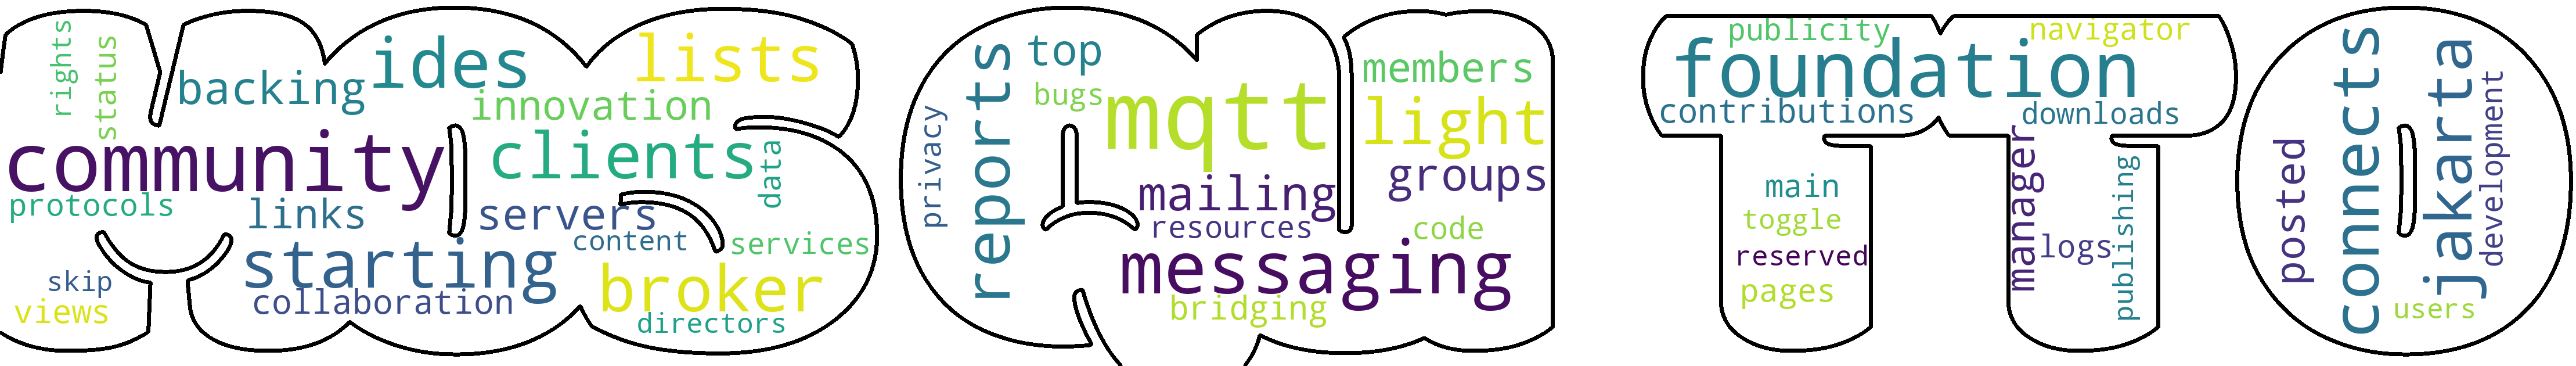 rights
status
backing
ides
lists
innovation
community
clients
data
protocols
links
servers
content
services
starting
skip
views
collaboration
broker
directors
privacy
reports
top
bugs
mqtt
members
light
mailing
groups
resources
code
messaging
bridging
publicity
navigator
foundation
contributions
downloads
main
toggle
reserved
pages
manager
logs
publishing
posted
connects
jakarta
development
users